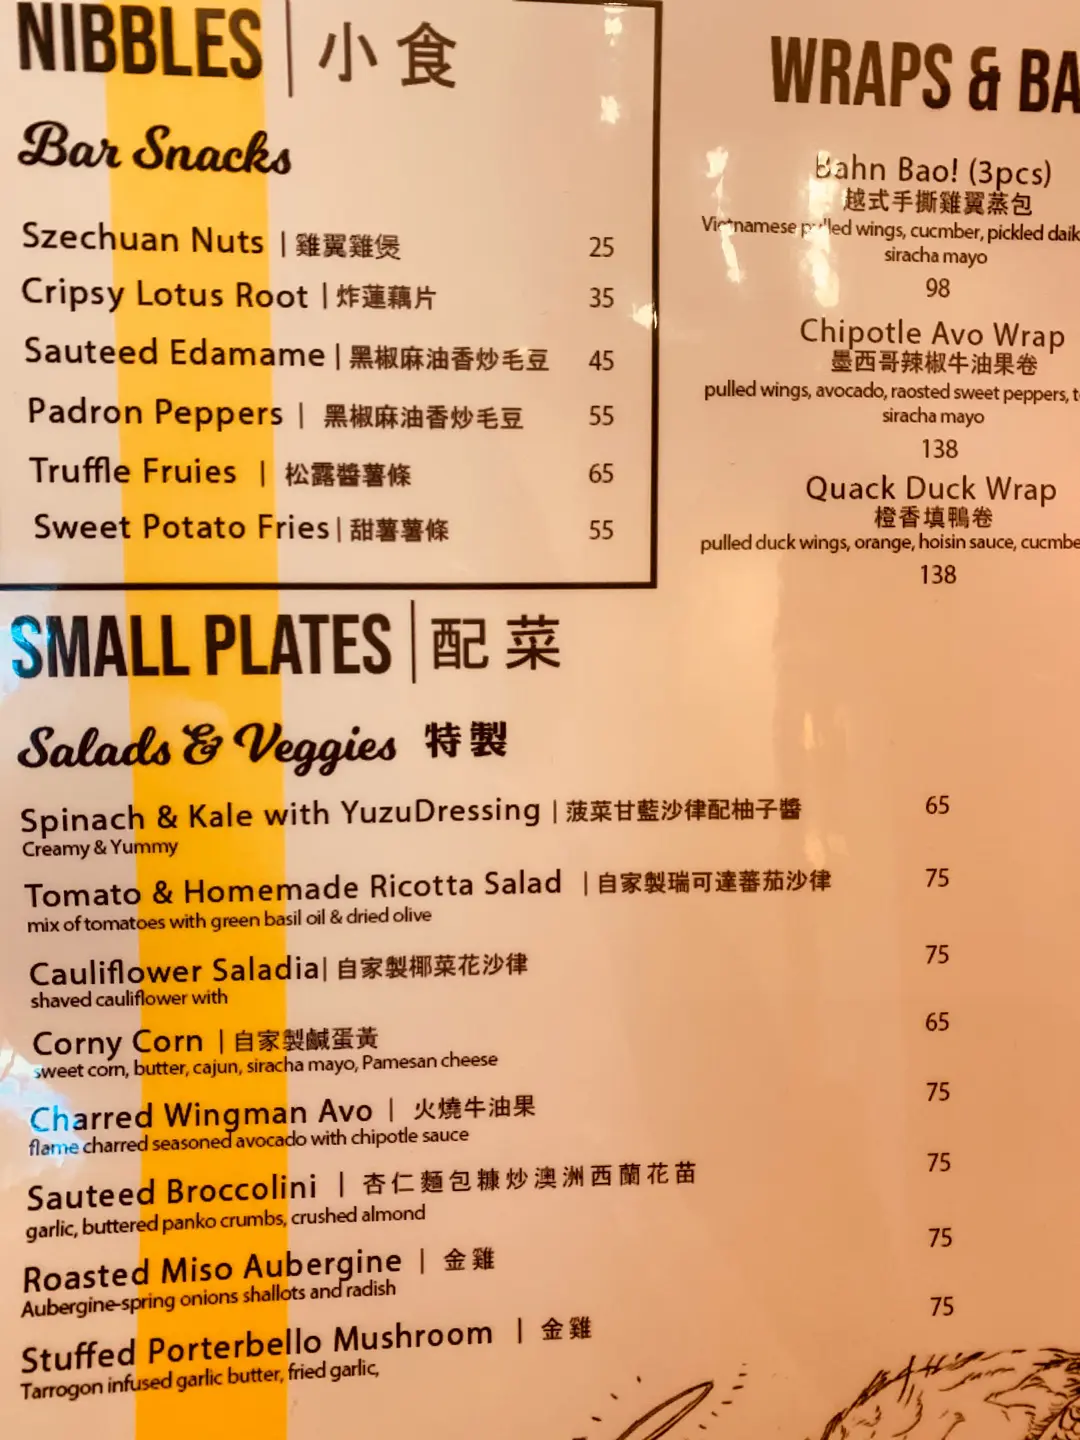 NIBBLES | 小食
Bar Snacks
Szechuan Nuts | 雞翼雞煲 25
Cripsy Lotus Root | 炸蓮藕片 35
Sauteed Edamame | 黑椒麻油香炒毛豆 45
Padron Peppers | 黑椒麻油香炒毛豆 55
Truffle Fruies | 松露醬薯條 65
Sweet Potato Fries | 甜薯薯條 55
WRAPS & BA
Bahn Bao! (3pcs)
越式手撕雞翼蒸包
Vietnamese pulled wings, cucmber, pickled daik
siracha mayo
98
Chipotle Avo Wrap
墨西哥辣椒牛油果卷
pulled wings, avocado, raosted sweet peppers, t
siracha mayo
138
Quack Duck Wrap
橙香填鴨卷
pulled duck wings, orange, hoisin sauce, cucmbe
138
SMALL PLATES | 配菜
Salads & Veggies 特製
Spinach & Kale with YuzuDressing | 菠菜甘藍沙律配柚子醬 65
Creamy & Yummy
Tomato & Homemade Ricotta Salad | 自家製瑞可達蕃茄沙律 75
mix of tomatoes with green basil oil & dried olive
Cauliflower Saladia | 自家製椰菜花沙律 75
shaved cauliflower with
Corny Corn | 自家製鹹蛋黃 65
sweet corn, butter, cajun, siracha mayo, Pamesan cheese
Charred Wingman Avo | 火燒牛油果 75
flame charred seasoned avocado with chipotle sauce
Sauteed Broccolini | 杏仁麵包糠炒澳洲西蘭花苗 75
garlic, buttered panko crumbs, crushed almond
Roasted Miso Aubergine | 金雞 75
Aubergine-spring onions shallots and radish
Stuffed Porterbello Mushroom | 金雞 75
Tarrogon infused garlic butter, fried garlic,